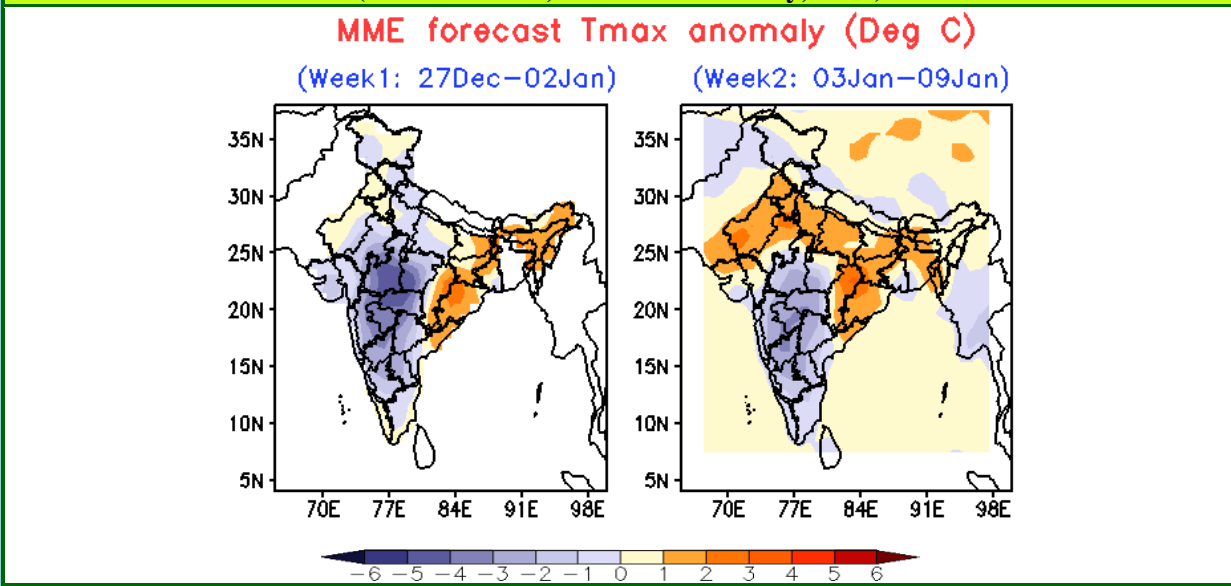 MME forecast Tmax anomaly (Deg C)
(Week1: 27Dec-02Jan) (Week2: 03Jan-09Jan)
35N 35N
30N 30N
25N 25N
20N 20N
15N 15N
10N 10N
5N 5N
70E 77E 84E 91E 98E 70E 77E 84E 91E 98E
-6 -5 -4 -3 -2 -1 0 1 2 3 4 5 6